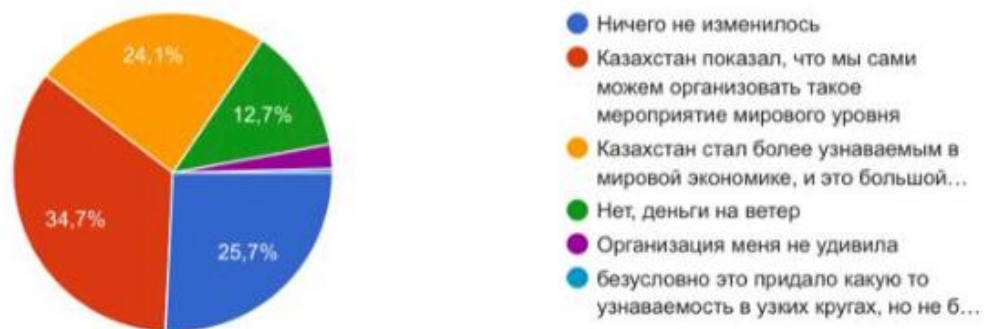 24,1%
12,7%
34,7%
25,7%
Ничего не изменилось
Казахстан показал, что мы сами
можем организовать такое
мероприятие мирового уровня
Казахстан стал более узнаваемым в
мировой экономике, и это большой...
Нет, деньги на ветер
Организация меня не удивила
безусловно это придало какую то
узнаваемость в узких кругах, но не б...